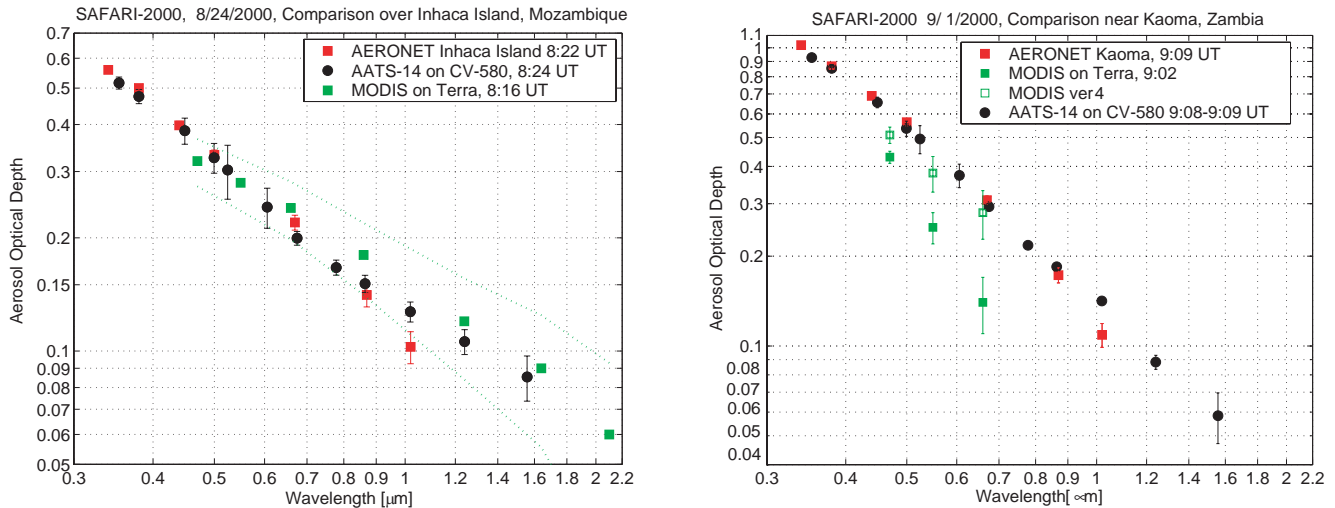 SAFARI-2000, 8/24/2000, Comparison over Inhaca Island, Mozambique
AERONET Inhaca Island 8:22 UT
AATS-14 on CV-580, 8:24 UT
MODIS on Terra, 8:16 UT
Aerosol Optical Depth
0.7
0.6
0.5
0.4
0.3
0.2
0.15
0.1
0.09
0.08
0.07
0.06
0.05
0.3 0.4 0.5 0.6 0.7 0.8 1 1.2 1.4 1.6 1.8 2 2.2
Wavelength [µm]
SAFARI-2000 9/ 1/2000, Comparison near Kaoma, Zambia
AERONET Kaoma, 9:09 UT
MODIS on Terra, 9:02
MODIS ver4
AATS-14 on CV-580 9:08-9:09 UT
Aerosol Optical Depth
1.1
1
0.9
0.8
0.7
0.6
0.5
0.4
0.3
0.2
0.1
0.08
0.07
0.06
0.05
0.04
0.3 0.4 0.5 0.6 0.7 0.8 1 1.2 1.4 1.6 1.8 2.2
Wavelength[ ∝m]